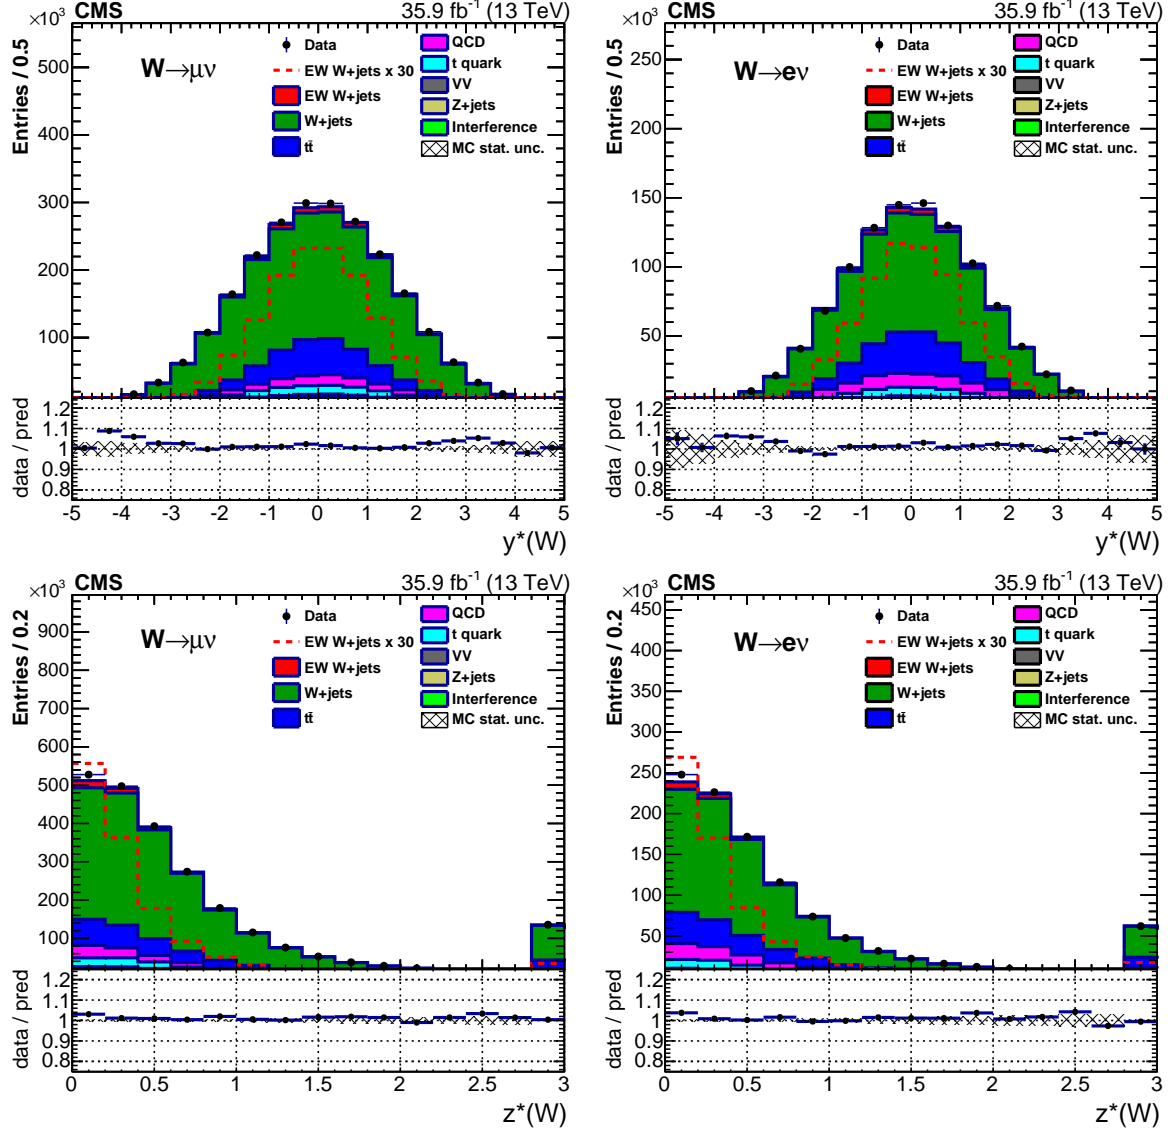 ×10³ CMS 35.9 fb⁻¹ (13 TeV)
Entries / 0.5
W→μν
Data
EW W+jets x 30
EW W+jets
W+jets
tt̄
QCD
t quark
VV
Z+jets
Interference
MC stat. unc.
500
400
300
200
100
data / pred
1.2
1.1
1
0.9
0.8
-5 -4 -3 -2 -1 0 1 2 3 4 5
y*(W)
×10³ CMS 35.9 fb⁻¹ (13 TeV)
Entries / 0.5
W→eν
Data
EW W+jets x 30
EW W+jets
W+jets
tt̄
QCD
t quark
VV
Z+jets
Interference
MC stat. unc.
250
200
150
100
50
data / pred
1.2
1.1
1
0.9
0.8
-5 -4 -3 -2 -1 0 1 2 3 4 5
y*(W)
×10³ CMS 35.9 fb⁻¹ (13 TeV)
Entries / 0.2
W→μν
Data
EW W+jets x 30
EW W+jets
W+jets
tt̄
QCD
t quark
VV
Z+jets
Interference
MC stat. unc.
900
800
700
600
500
400
300
200
100
data / pred
1.2
1.1
1
0.9
0.8
0 0.5 1 1.5 2 2.5 3
z*(W)
×10³ CMS 35.9 fb⁻¹ (13 TeV)
Entries / 0.2
W→eν
Data
EW W+jets x 30
EW W+jets
W+jets
tt̄
QCD
t quark
VV
Z+jets
Interference
MC stat. unc.
450
400
350
300
250
200
150
100
50
data / pred
1.2
1.1
1
0.9
0.8
0 0.5 1 1.5 2 2.5 3
z*(W)